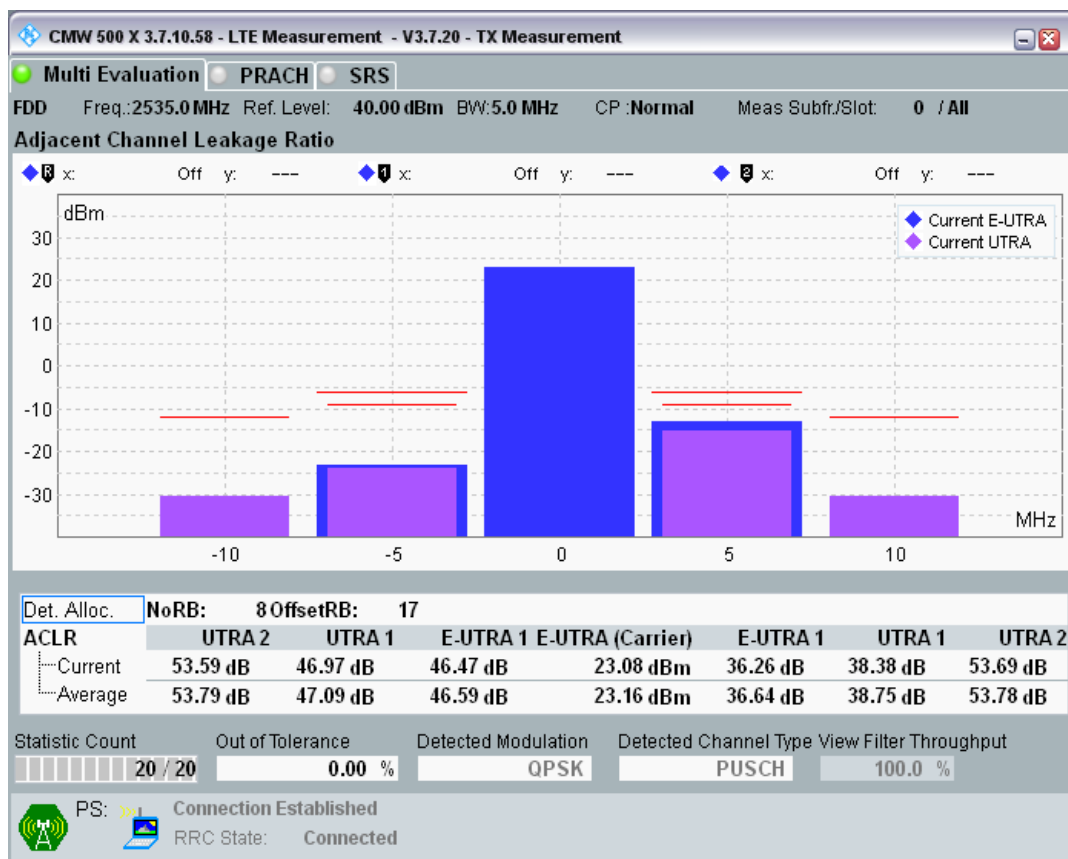 CMW 500 X 3.7.10.58 - LTE Measurement - V3.7.20 - TX Measurement
Multi Evaluation PRACH SRS
FDD Freq.:2535.0 MHz Ref. Level: 40.00 dBm BW:5.0 MHz CP :Normal Meas Subfr./Slot: 0 / All
Adjacent Channel Leakage Ratio
R x: Off y: --- 1 x: Off y: --- 2 x: Off y: ---
dBm
Current E-UTRA
Current UTRA
30
20
10
0
-10
-20
-30
MHz
-10 -5 0 5 10
Det. Alloc. NoRB: 8 OffsetRB: 17
ACLR UTRA 2 UTRA 1 E-UTRA 1 E-UTRA (Carrier) E-UTRA 1 UTRA 1 UTRA 2
Current 53.59 dB 46.97 dB 46.47 dB 23.08 dBm 36.26 dB 38.38 dB 53.69 dB
Average 53.79 dB 47.09 dB 46.59 dB 23.16 dBm 36.64 dB 38.75 dB 53.78 dB
Statistic Count Out of Tolerance Detected Modulation Detected Channel Type View Filter Throughput
20 / 20 0.00 % QPSK PUSCH 100.0 %
PS: Connection Established
RRC State: Connected